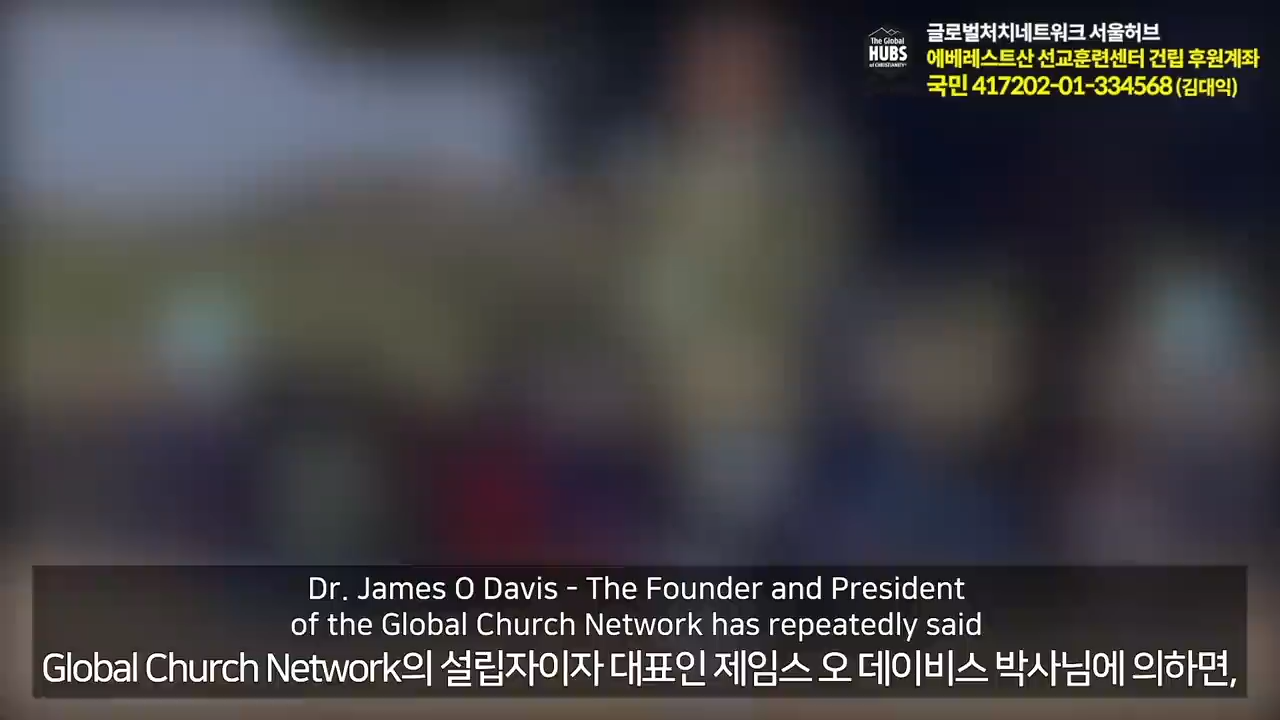 The Global
HUBS
of CHRISTIANITY
글로벌처치네트워크 서울허브
에베레스트산 선교훈련센터 건립 후원계좌
국민 417202-01-334568 (김대익)
Dr. James O Davis - The Founder and President
of the Global Church Network has repeatedly said
Global Church Network의 설립자이자 대표인 제임스 오 데이비스 박사님에 의하면,